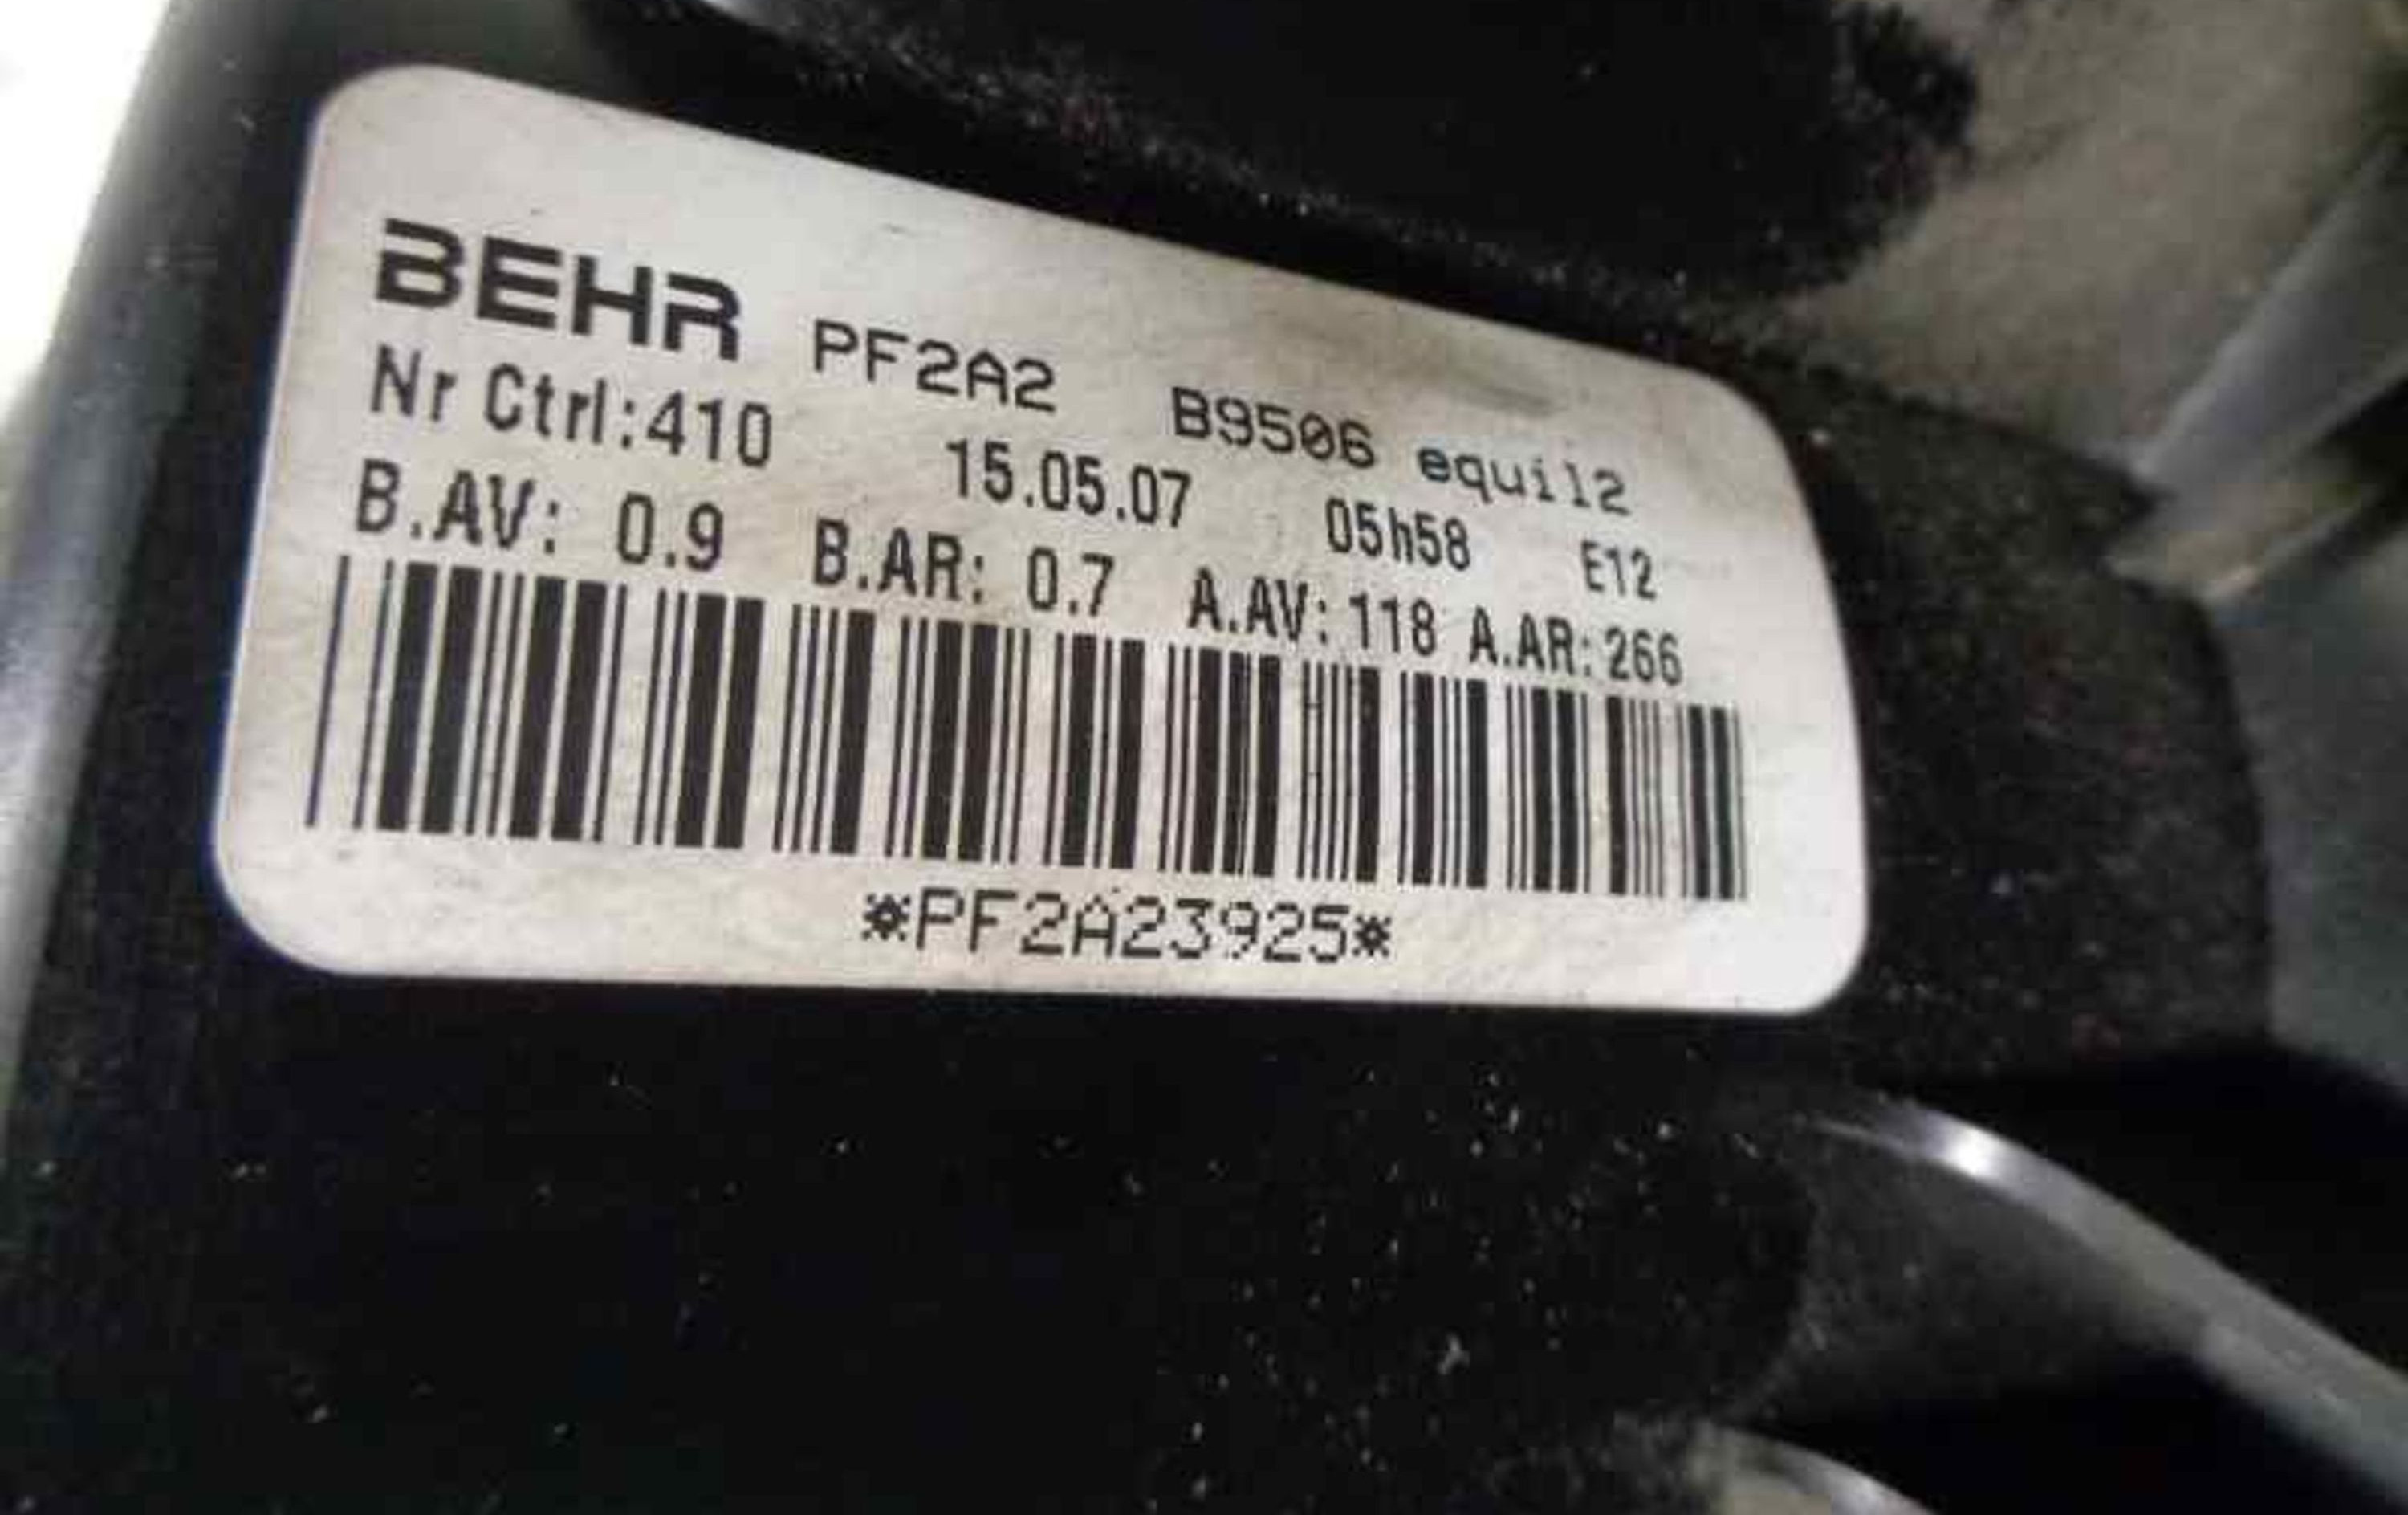 BEHR PF2A2 B9506 equil2
Nr Ctrl:410 15.05.07 05h58 E12
B.AV: 0.9 B.AR: 0.7 A.AV: 118 A.AR: 266
*PF2A23925*